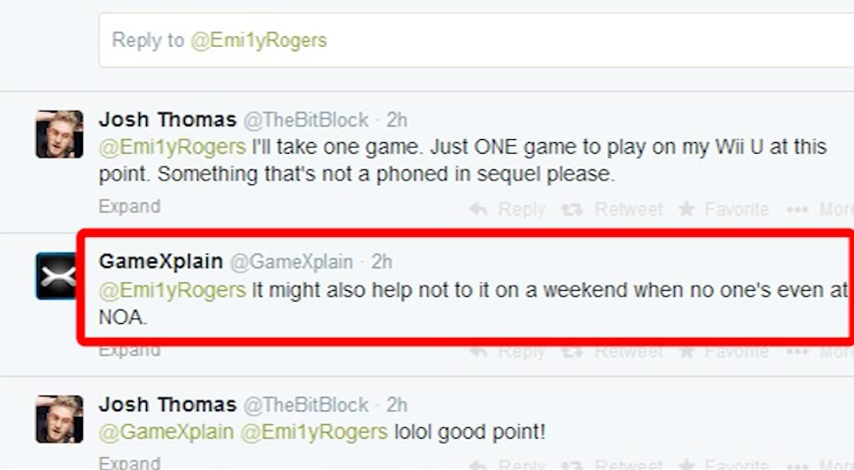 Reply to @Emi1yRogers
Josh Thomas @TheBitBlock · 2h
@Emi1yRogers I'll take one game. Just ONE game to play on my Wii U at this
point. Something that's not a phoned in sequel please.
Expand Reply Retweet Favorite More
GameXplain @GameXplain · 2h
@Emi1yRogers It might also help not to it on a weekend when no one's even at
NOA.
Expand Reply Retweet Favorite More
Josh Thomas @TheBitBlock · 2h
@GameXplain @Emi1yRogers lolol good point!
Expand Reply Retweet Favorite More